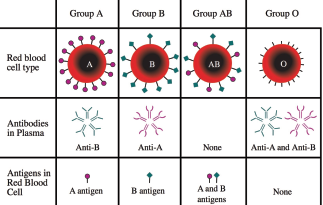 Group A Group B Group AB Group O
Red blood
cell type
A B AB O
Antibodies
in Plasma
Anti-B Anti-A None Anti-A and Anti-B
Antigens in
Red Blood
Cell
A antigen B antigen A and B
antigens None